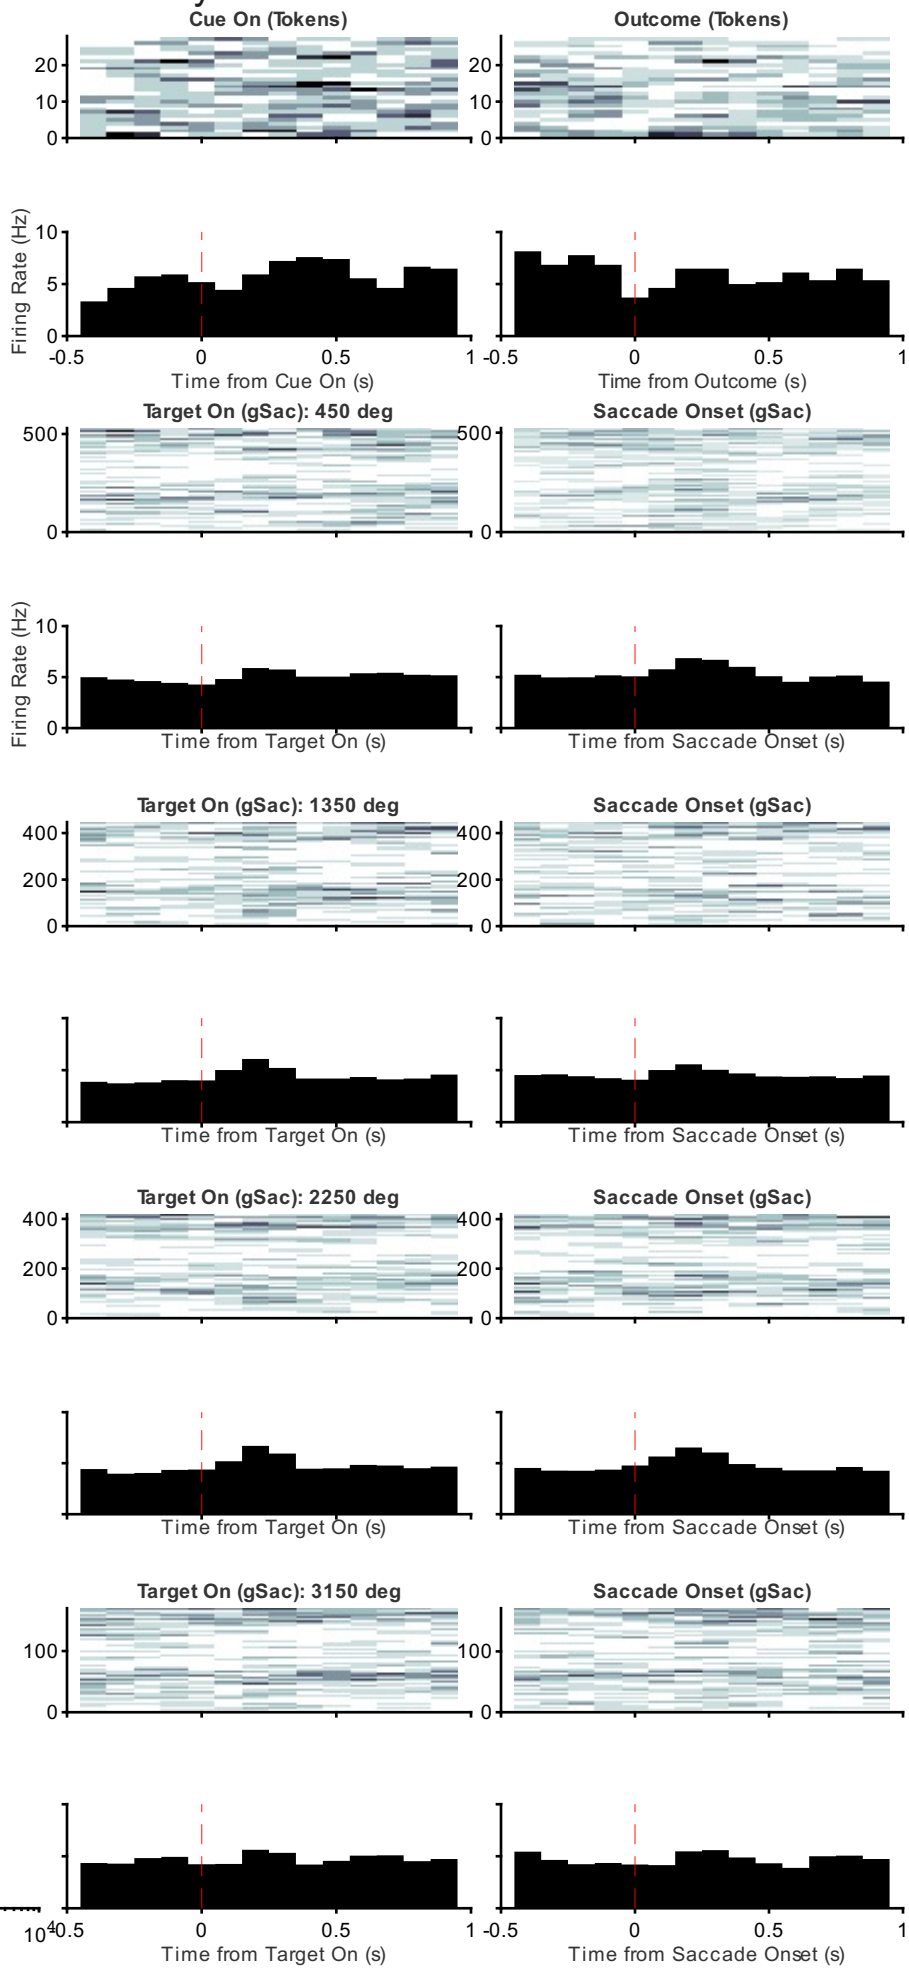 Cue On (Tokens) Outcome (Tokens)
20 20
10 10
0 0
Firing Rate (Hz)
10
5
0
-0.5 0 0.5 1 -0.5 0 0.5 1
Time from Cue On (s) Time from Outcome (s)
Target On (gSac): 450 deg Saccade Onset (gSac)
500 500
0 0
Firing Rate (Hz)
10
5
0
Time from Target On (s) Time from Saccade Onset (s)
Target On (gSac): 1350 deg Saccade Onset (gSac)
400 400
200 200
0 0
Time from Target On (s) Time from Saccade Onset (s)
Target On (gSac): 2250 deg Saccade Onset (gSac)
400 400
200 200
0 0
Time from Target On (s) Time from Saccade Onset (s)
Target On (gSac): 3150 deg Saccade Onset (gSac)
100 100
0 0
10⁴ -0.5 0 0.5 1 -0.5 0 0.5 1
Time from Target On (s) Time from Saccade Onset (s)